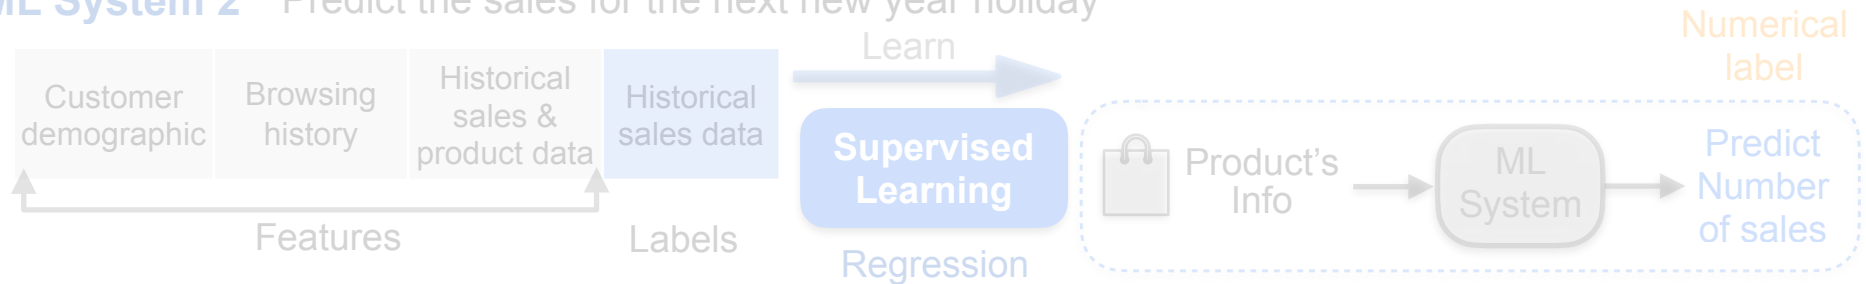 ML System 2 Predict the sales for the next new year holiday
Customer
demographic
Browsing
history
Historical
sales &
product data
Historical
sales data
Features
Labels
Learn
Supervised
Learning
Regression
Product's
Info
ML
System
Numerical
label
Predict
Number
of sales